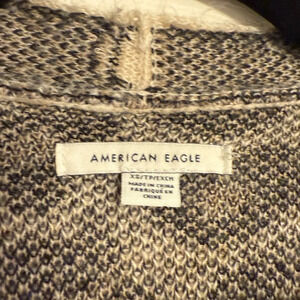 AMERICAN EAGLE
XS/TP/EXCH
MADE IN CHINA
FABRIQUÉ EN
CHINE